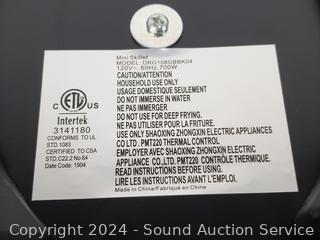 Mini Skillet
MODEL: DRG108GBBK04
120V~, 60Hz, 700W
CAUTION/ATTENTION
HOUSEHOLD USE ONLY
USAGE DOMESTIQUE SEULEMENT
DO NOT IMMERSE IN WATER
NE PAS IMMERGER
DO NOT USE FOR DEEP FRYING.
NE PAS UTILISER POUR LA FRITURE.
USE ONLY SHAOXING ZHONGXIN ELECTRIC APPLIANCES
CO LTD. PMT220 THERMAL CONTROL
EMPLOYER AVEC SHAOXING ZHONGXIN ELECTRIC
APPLIANCE CO.,LTD. PMT220 CONTRÔLE THERMIQUE.
READ INSTRUCTIONS BEFORE USING.
LIRE LES INSTRUCTIONS AVANT L'EMPLOI.
Made in China/Fabriqué en Chine
C ETL US
LISTED
Intertek
3141180
CONFORMS TO UL
STD.1083
CERTIFIED TO CSA
STD.C22.2 No 64
Date Code: 1904
Copyright 2024 - Sound Auction Service